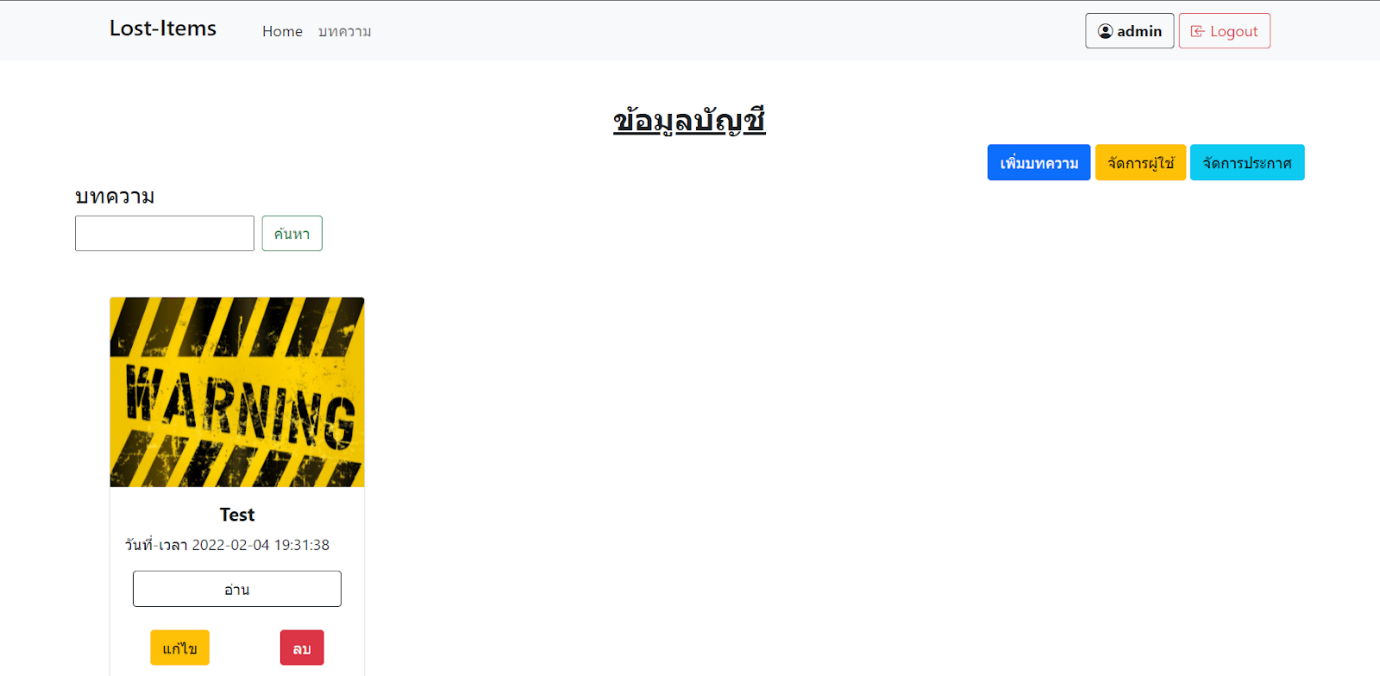 Lost-Items Home บทความ admin Logout
ข้อมูลบัญชี
เพิ่มบทความ จัดการผู้ใช้ จัดการประกาศ
บทความ
ค้นหา
WARNING
Test
วันที่-เวลา 2022-02-04 19:31:38
อ่าน
แก้ไข ลบ